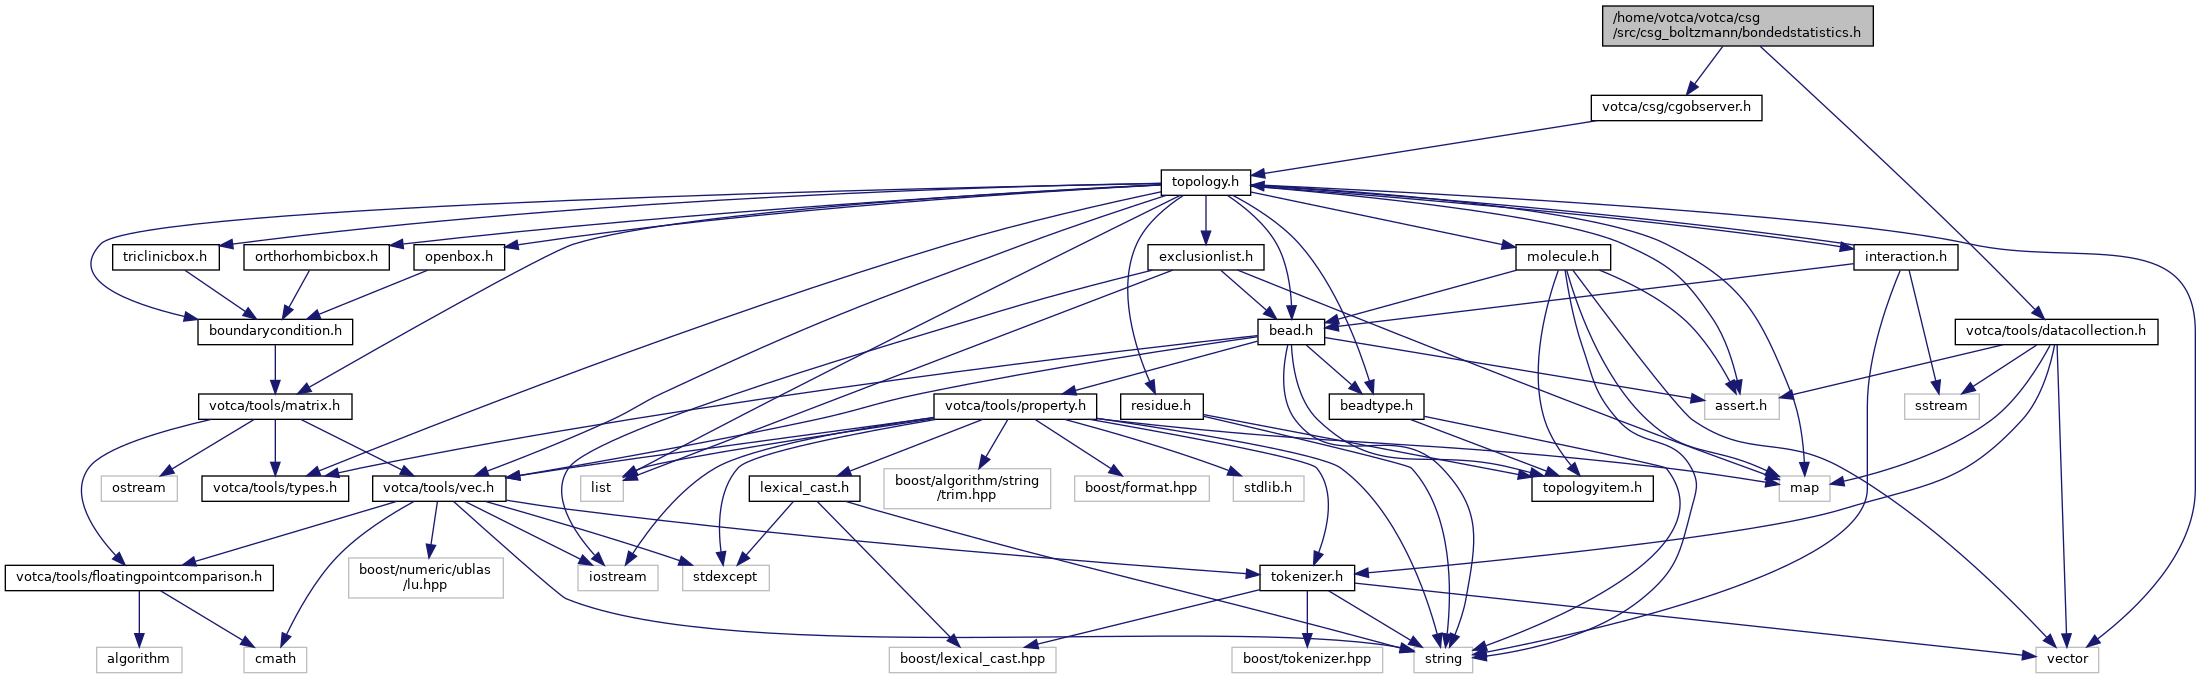 /home/votca/votca/csg
/src/csg_boltzmann/bondedstatistics.h
votca/csg/cgobserver.h
topology.h
triclinicbox.h
orthorhombicbox.h
openbox.h
exclusionlist.h
molecule.h
interaction.h
boundarycondition.h
bead.h
votca/tools/datacollection.h
votca/tools/matrix.h
votca/tools/property.h
residue.h
beadtype.h
assert.h
sstream
ostream
votca/tools/types.h
votca/tools/vec.h
list
lexical_cast.h
boost/algorithm/string
/trim.hpp
boost/format.hpp
stdlib.h
topologyitem.h
map
votca/tools/floatingpointcomparison.h
boost/numeric/ublas
/lu.hpp
iostream
stdexcept
tokenizer.h
algorithm
cmath
boost/lexical_cast.hpp
boost/tokenizer.hpp
string
vector